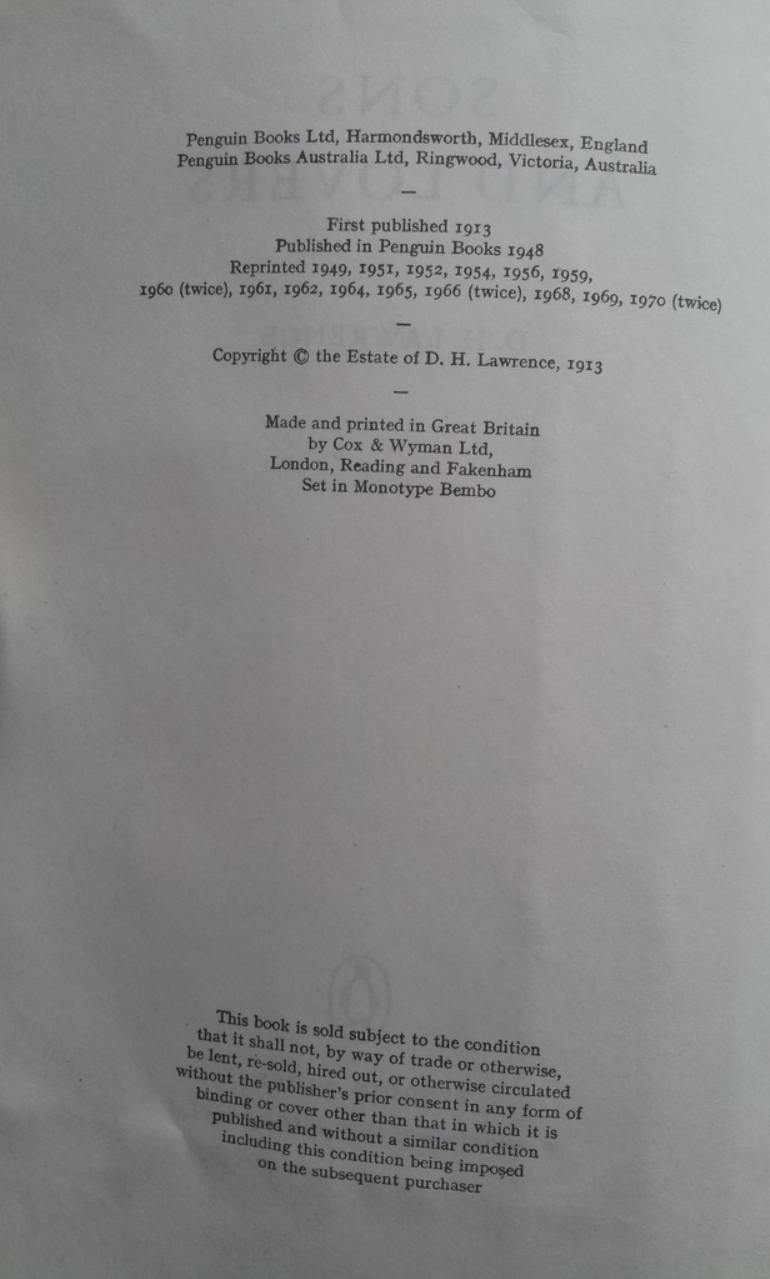 Penguin Books Ltd, Harmondsworth, Middlesex, England
Penguin Books Australia Ltd, Ringwood, Victoria, Australia
—
First published 1913
Published in Penguin Books 1948
Reprinted 1949, 1951, 1952, 1954, 1956, 1959,
1960 (twice), 1961, 1962, 1964, 1965, 1966 (twice), 1968, 1969, 1970 (twice)
—
Copyright © the Estate of D. H. Lawrence, 1913
—
Made and printed in Great Britain
by Cox & Wyman Ltd,
London, Reading and Fakenham
Set in Monotype Bembo
This book is sold subject to the condition
that it shall not, by way of trade or otherwise,
be lent, re-sold, hired out, or otherwise circulated
without the publisher's prior consent in any form of
binding or cover other than that in which it is
published and without a similar condition
including this condition being imposed
on the subsequent purchaser